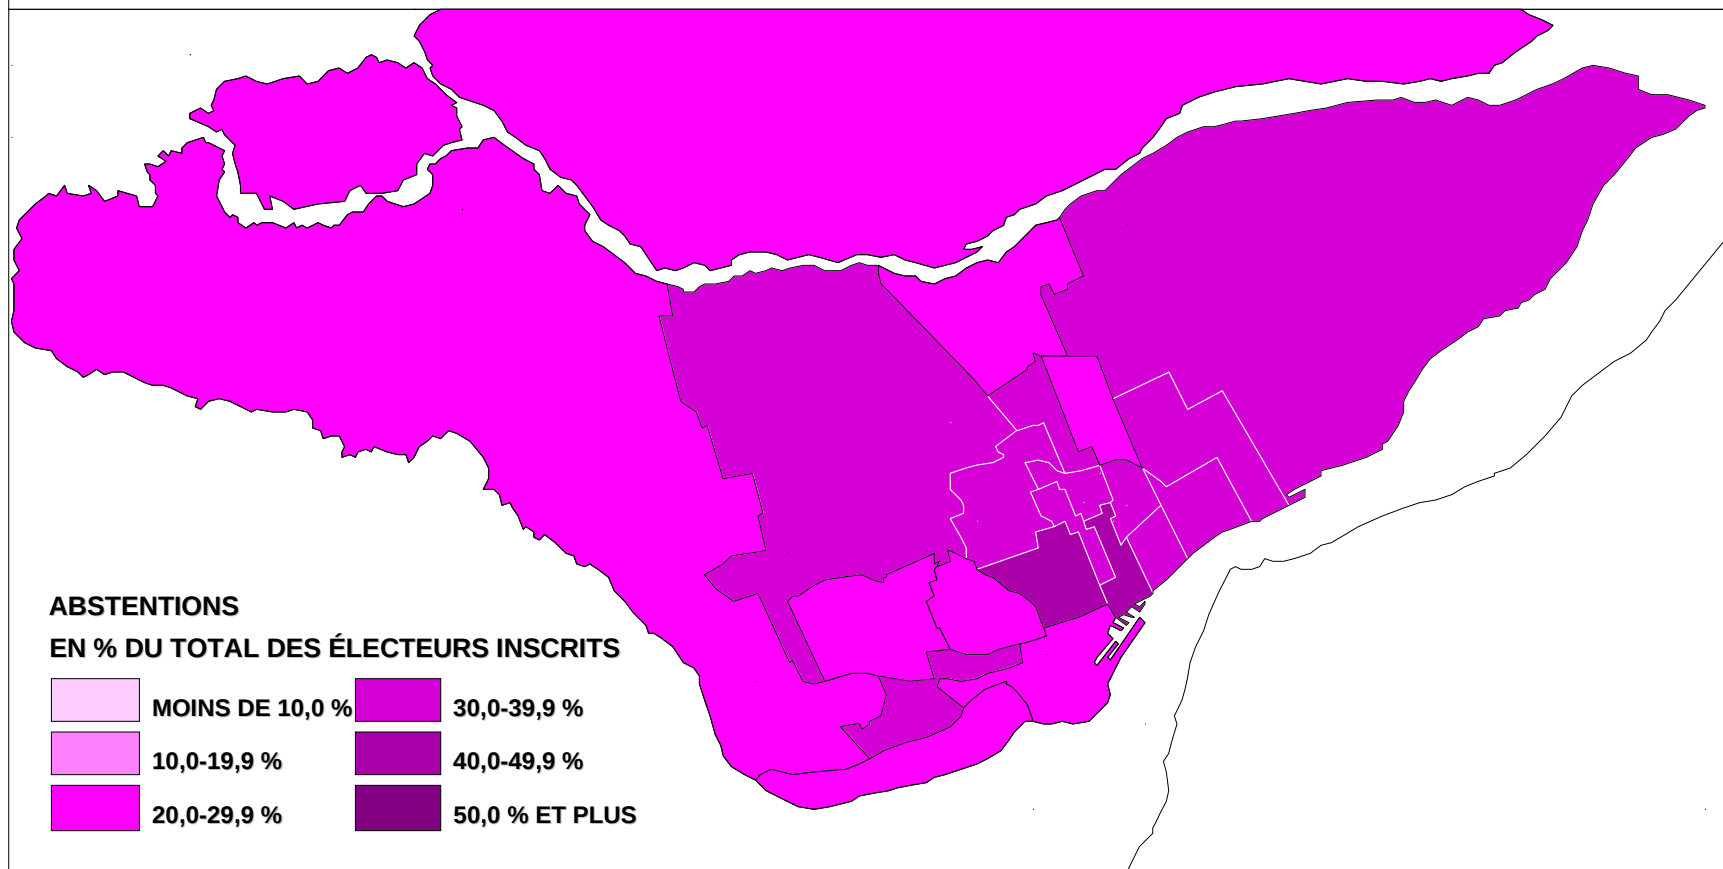 ABSTENTIONS
EN % DU TOTAL DES ÉLECTEURS INSCRITS
MOINS DE 10,0 %
10,0-19,9 %
20,0-29,9 %
30,0-39,9 %
40,0-49,9 %
50,0 % ET PLUS